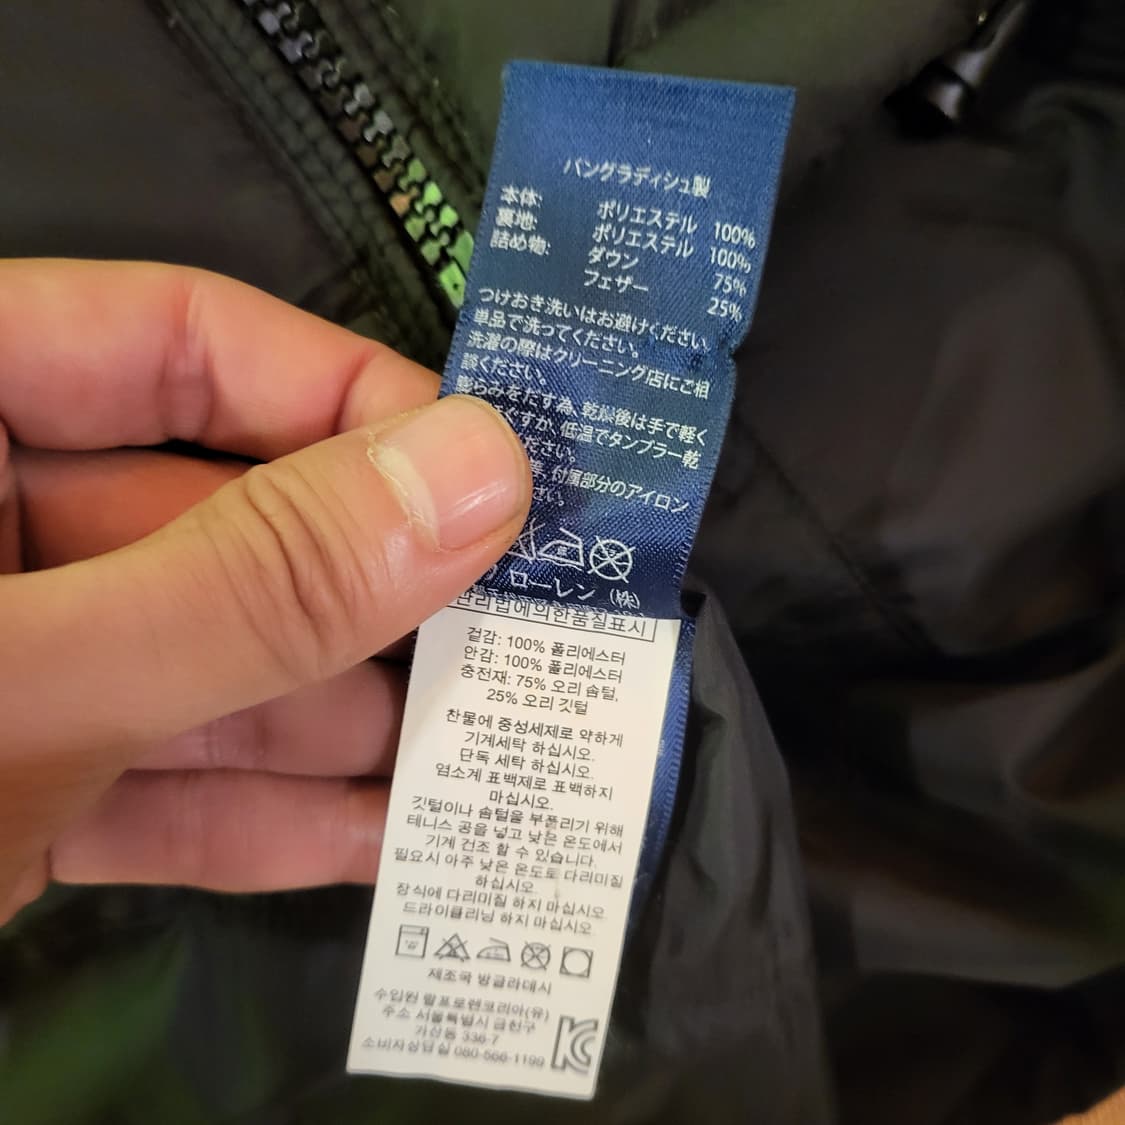 バングラディシュ製
本体: ポリエステル 100%
裏地: ポリエステル 100%
詰め物: ダウン 75%
フェザー 25%
つけおき洗いはお避けください
単品で洗ってください。
洗濯の際はクリーニング店にご相
談ください。
膨らみをだす為、乾燥後は手で軽く
くすか、低温でタンブラー乾
ださい。
等、付属部分のアイロン
さい。
ローレン (株)
관리법에의한품질표시
겉감: 100% 폴리에스터
안감: 100% 폴리에스터
충전재: 75% 오리 솜털,
25% 오리 깃털
찬물에 중성세제로 약하게
기계세탁 하십시오.
단독 세탁 하십시오.
염소계 표백제로 표백하지
마십시오.
깃털이나 솜털을 부풀리기 위해
테니스 공을 넣고 낮은 온도에서
기계 건조 할 수 있습니다.
필요시 아주 낮은 온도로 다리미질
하십시오.
장식에 다리미질 하지 마십시오.
드라이클리닝 하지 마십시오.
제조국 방글라데시
수입원 랄프로렌코리아(유)
주소 서울특별시 금천구
가산동 336-7
소비자상담실 080-566-1199